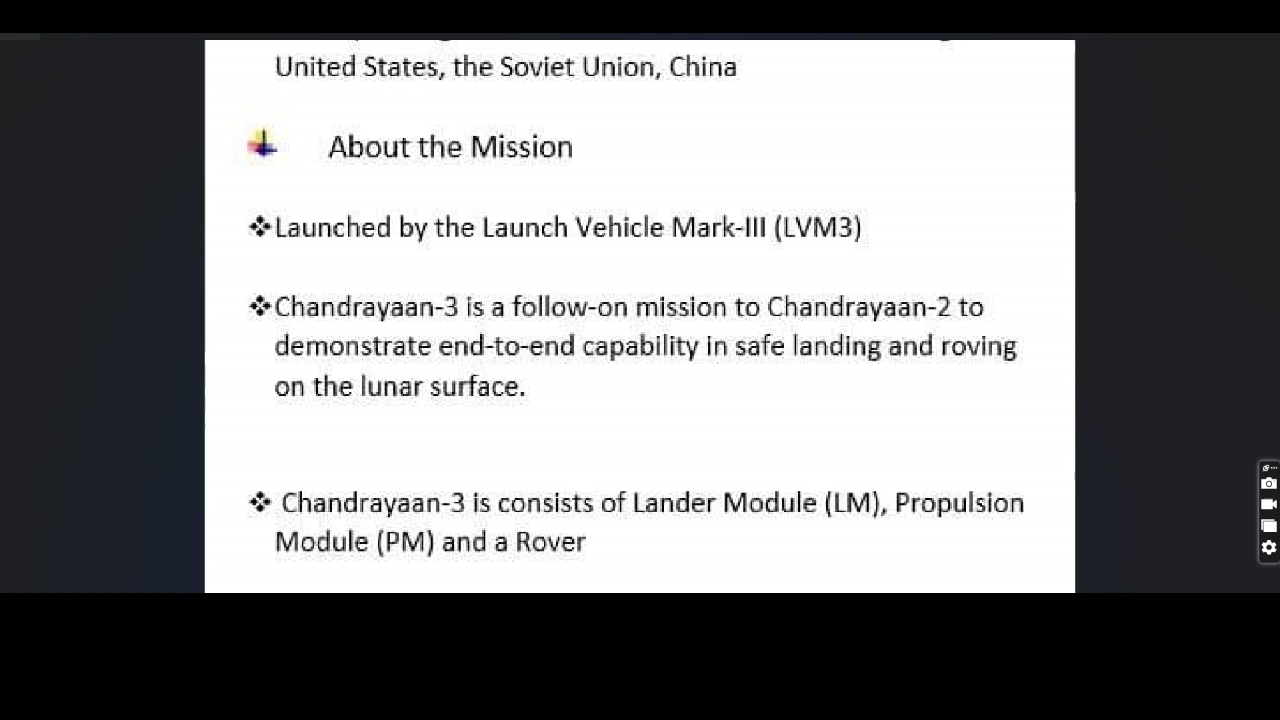 United States, the Soviet Union, China
About the Mission
❖Launched by the Launch Vehicle Mark-III (LVM3)
❖Chandrayaan-3 is a follow-on mission to Chandrayaan-2 to
demonstrate end-to-end capability in safe landing and roving
on the lunar surface.
❖ Chandrayaan-3 is consists of Lander Module (LM), Propulsion
Module (PM) and a Rover